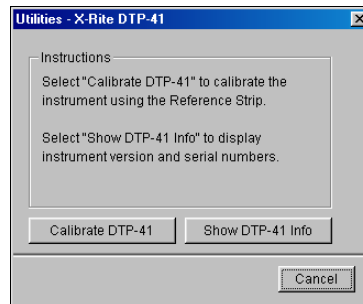 Utilities - X-Rite DTP-41
Instructions
Select "Calibrate DTP-41" to calibrate the
instrument using the Reference Strip.
Select "Show DTP-41 Info" to display
instrument version and serial numbers.
Calibrate DTP-41 Show DTP-41 Info
Cancel